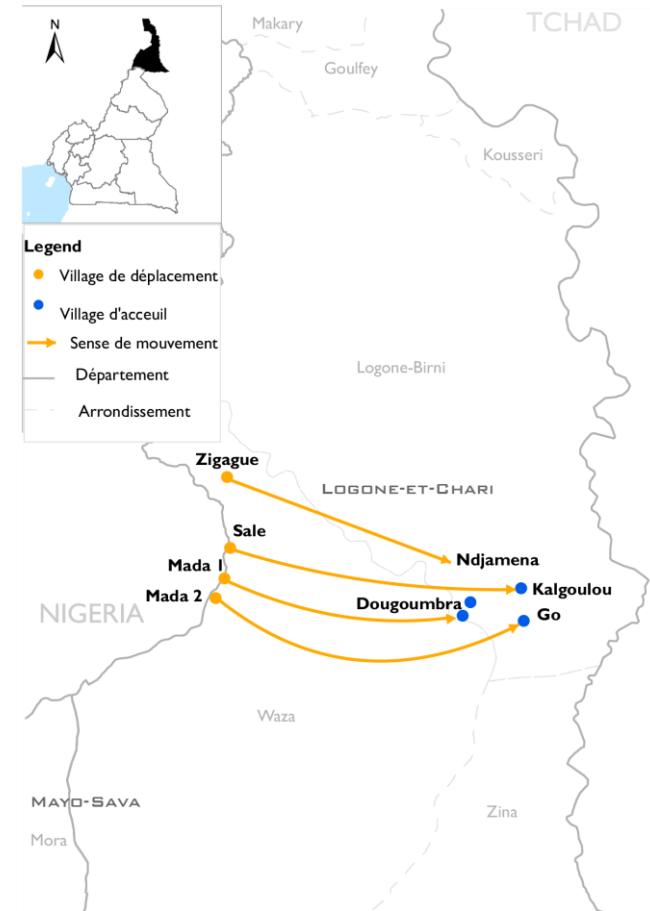 N
Makary
TCHAD
Goulfey
Kousseri
Legend
Village de déplacement
Village d'acceuil
Sense de mouvement
Département
Arrondissement
Logone-Birni
Zigague
LOGONE-ET-CHARI
Sale
Ndjamena
Mada 1
Kalgoulou
Mada 2
Dougoumbra
NIGERIA
Go
Waza
MAYO-SAVA
Zina
Mora